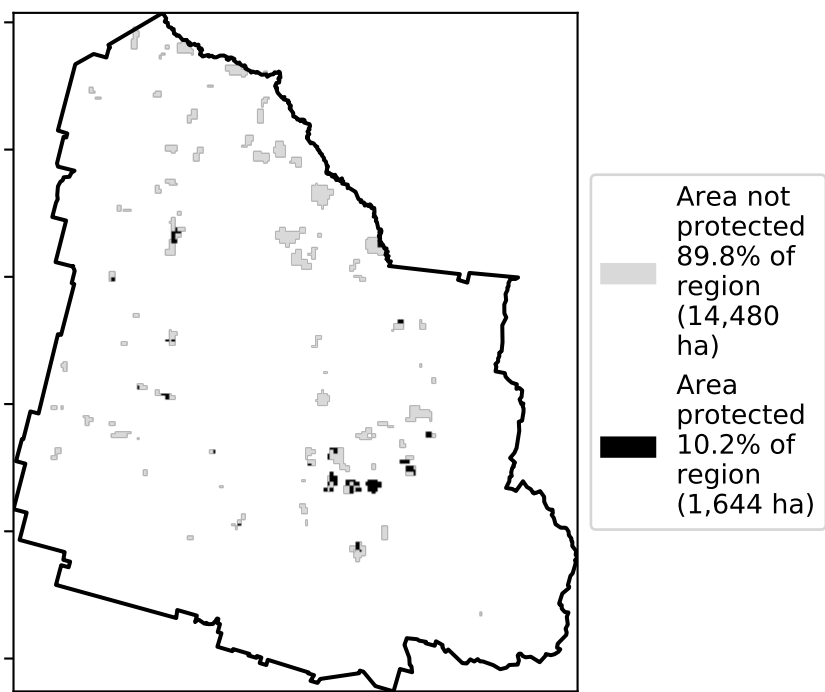 Area not
protected
89.8% of
region
(14,480
ha)
Area
protected
10.2% of
region
(1,644 ha)